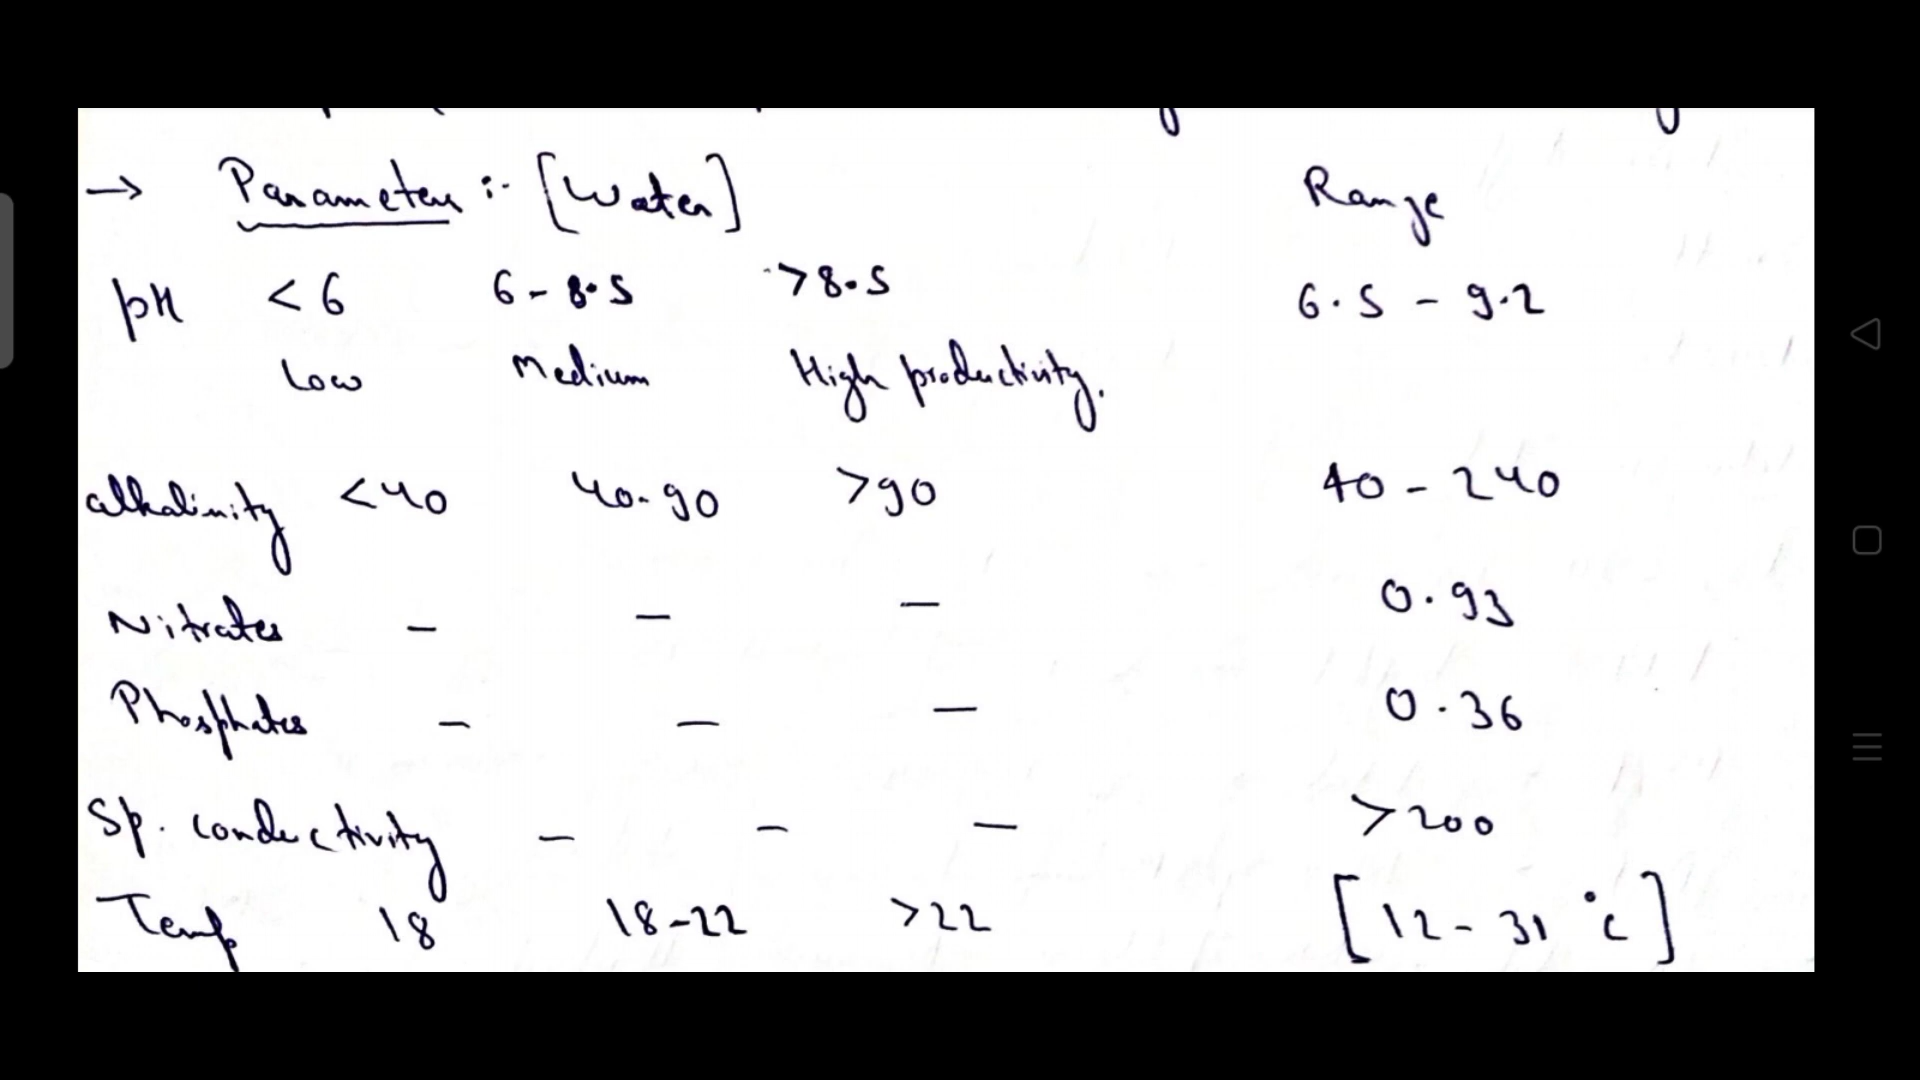 → Parameters :- [Water] Range
pH < 6 6 - 8.5 > 8.5 6.5 - 9.2
Low Medium High productivity.
alkalinity < 40 40 - 90 > 90 40 - 240
Nitrates - - - 0.93
Phosphates - - - 0.36
Sp. conductivity - - - > 200
Temp 18 18-22 > 22 [12 - 31 °c]